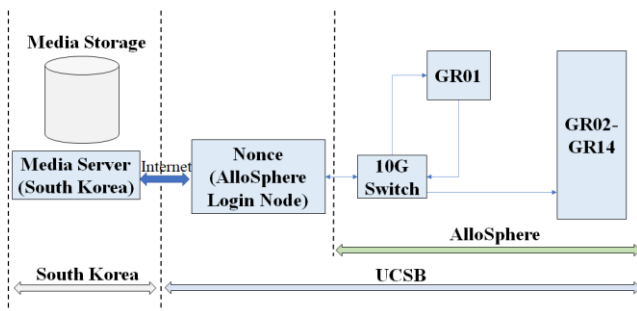 Media Storage
Media Server
(South Korea)
Internet
Nonce
(AlloSphere
Login Node)
10G
Switch
GR01
GR02-
GR14
AlloSphere
South Korea
UCSB